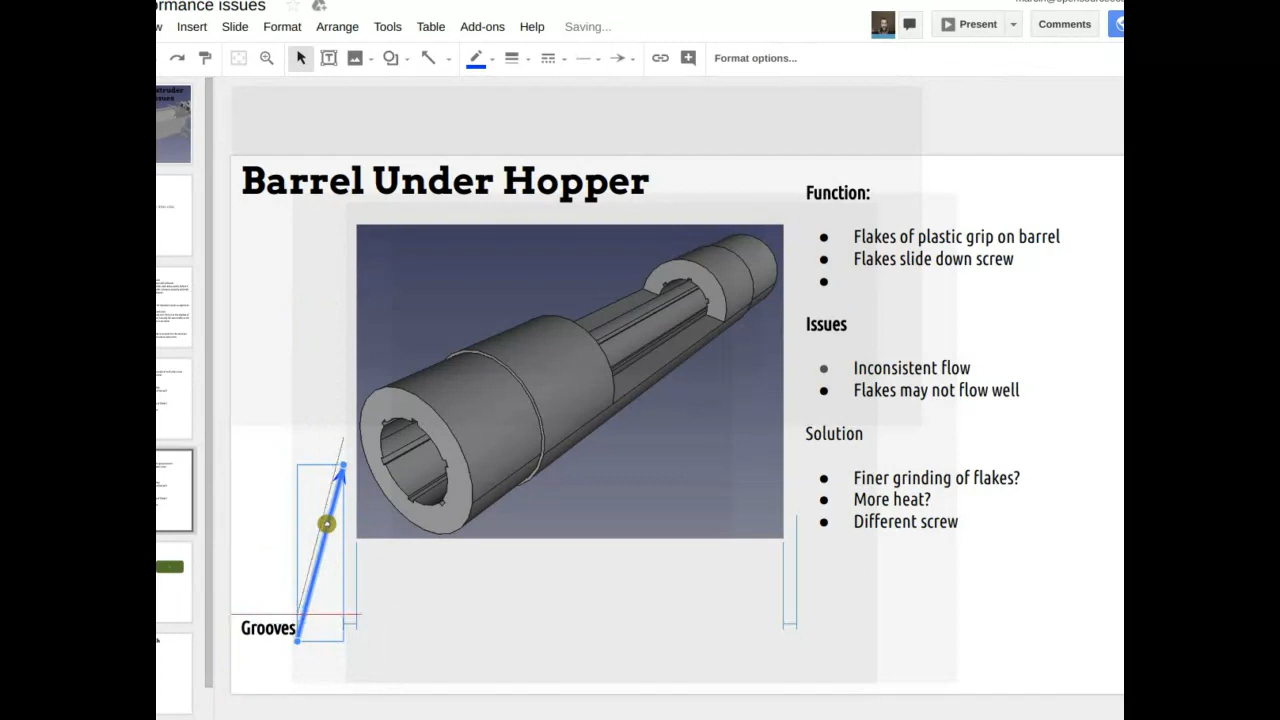 ormance issues
w Insert Slide Format Arrange Tools Table Add-ons Help Saving...
Present
Comments
Format options...
Barrel Under Hopper
Function:
● Flakes of plastic grip on barrel
● Flakes slide down screw
●
Issues
● Inconsistent flow
● Flakes may not flow well
Solution
● Finer grinding of flakes?
● More heat?
● Different screw
Grooves